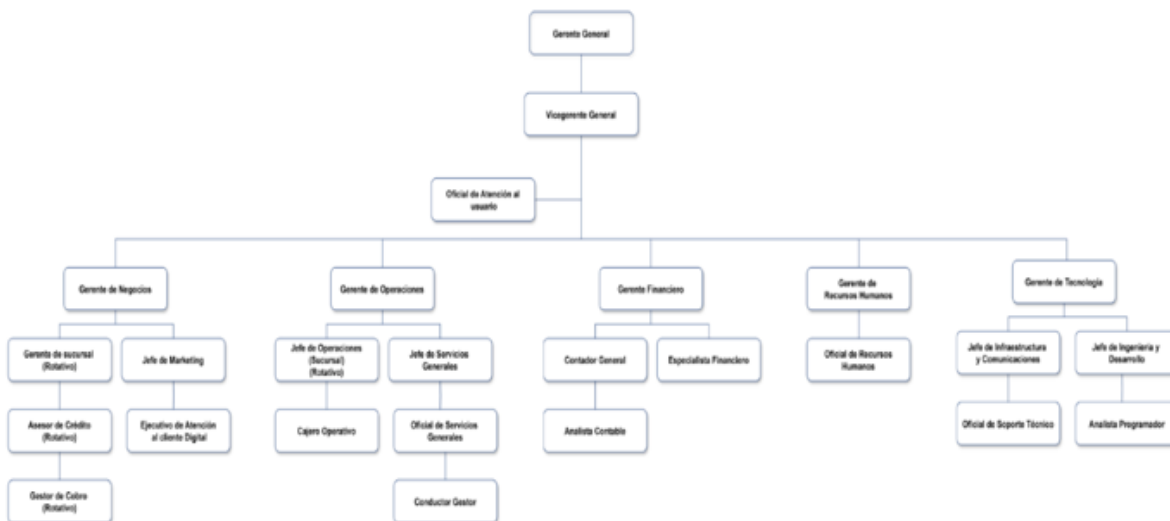 Gerente General
Vicegerente General
Oficial de Atención al
usuario
Gerente de Negocios
Gerente de Operaciones
Gerente Financiero
Gerente de
Recursos Humanos
Gerente de Tecnología
Gerente de sucursal
(Rotativo)
Jefe de Marketing
Jefe de Operaciones
(Sucursal)
(Rotativo)
Jefe de Servicios
Generales
Contador General
Especialista Financiero
Oficial de Recursos
Humanos
Jefe de Infraestructura
y Comunicaciones
Jefe de Ingeniería y
Desarrollo
Asesor de Crédito
(Rotativo)
Ejecutivo de Atención
al cliente Digital
Cajero Operativo
Oficial de Servicios
Generales
Analista Contable
Oficial de Soporte Técnico
Analista Programador
Gestor de Cobro
(Rotativo)
Conductor Gestor